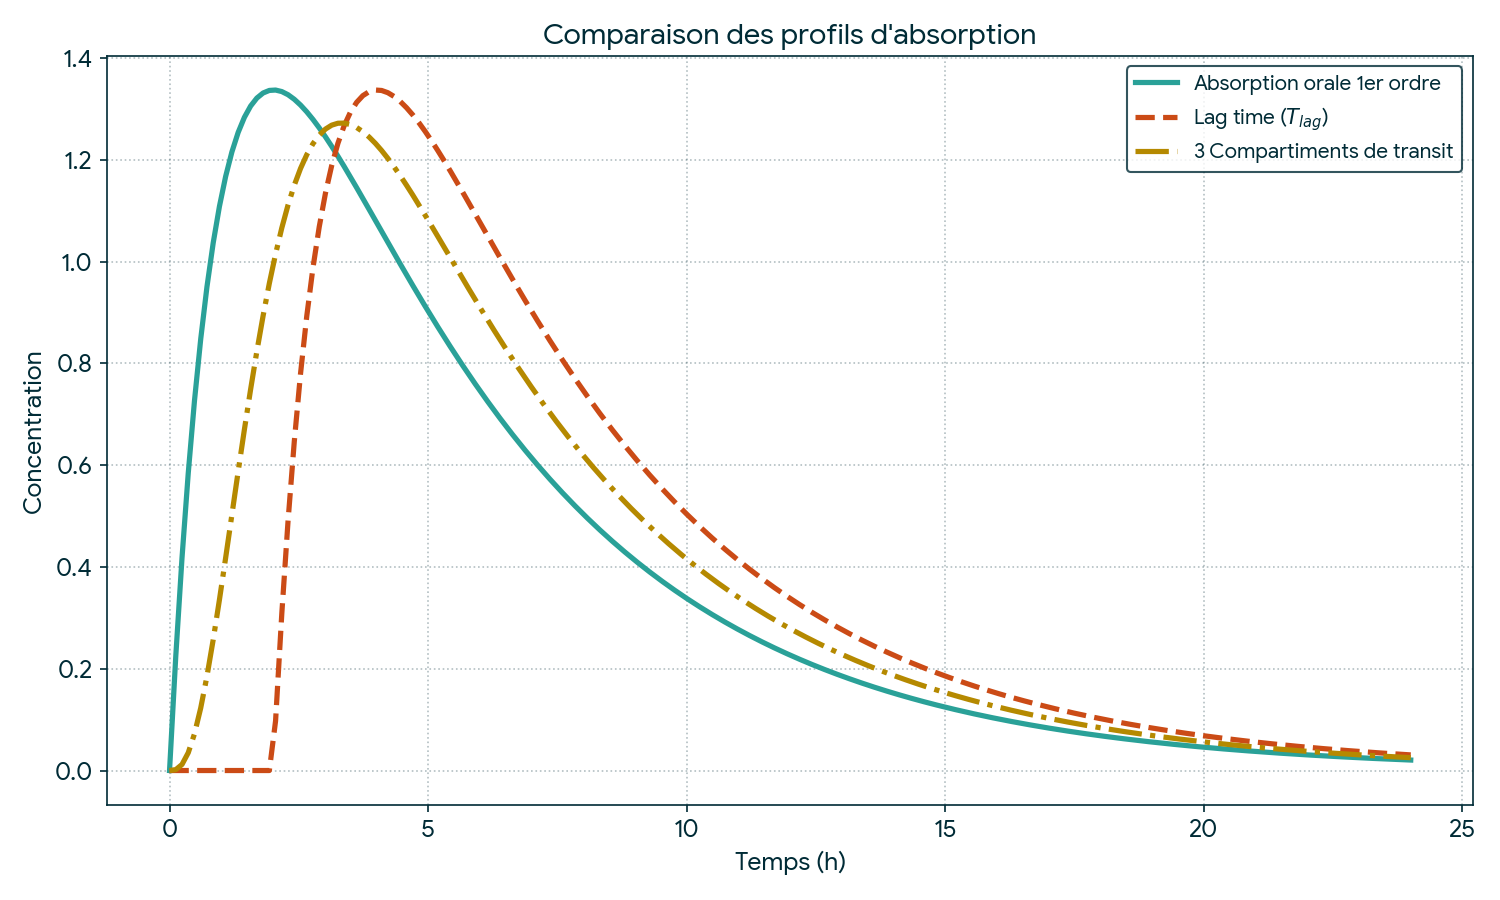 Comparaison des profils d'absorption
Absorption orale 1er ordre
Lag time (Tlag)
3 Compartiments de transit
Concentration
1.4
1.2
1.0
0.8
0.6
0.4
0.2
0.0
0 5 10 15 20 25
Temps (h)